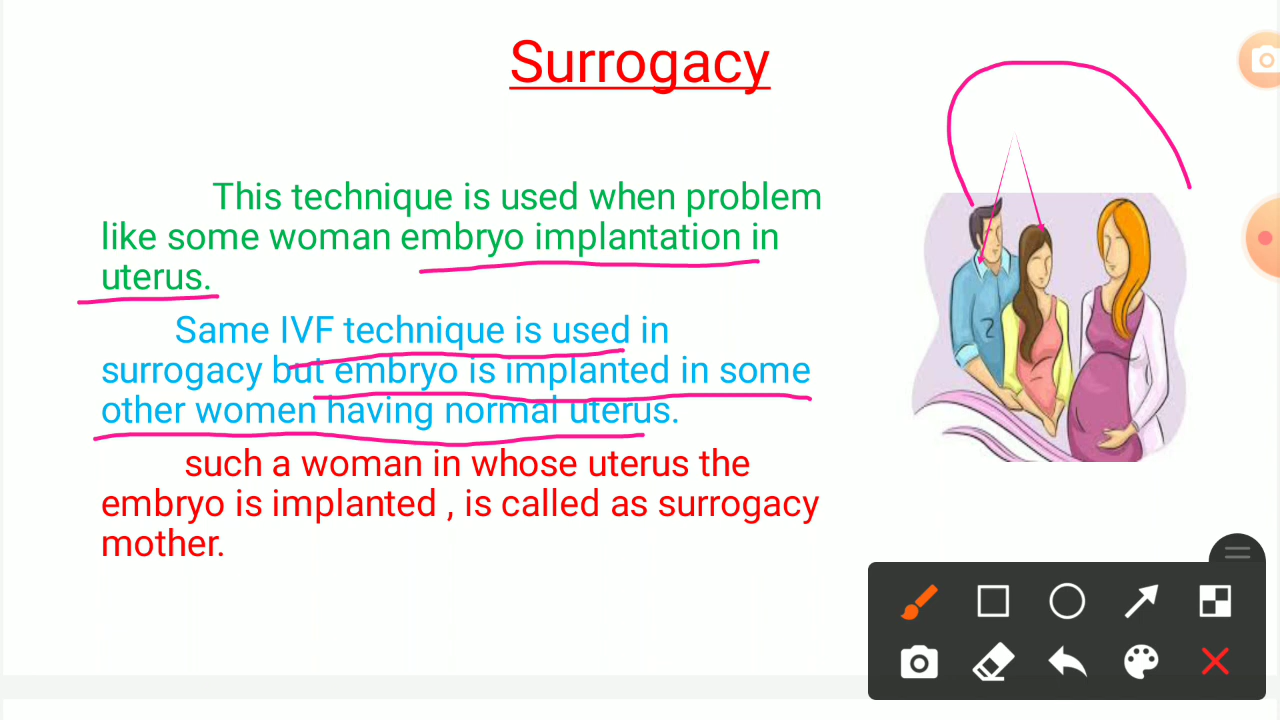 Surrogacy
This technique is used when problem
like some woman embryo implantation in
uterus.
Same IVF technique is used in
surrogacy but embryo is implanted in some
other women having normal uterus.
such a woman in whose uterus the
embryo is implanted , is called as surrogacy
mother.